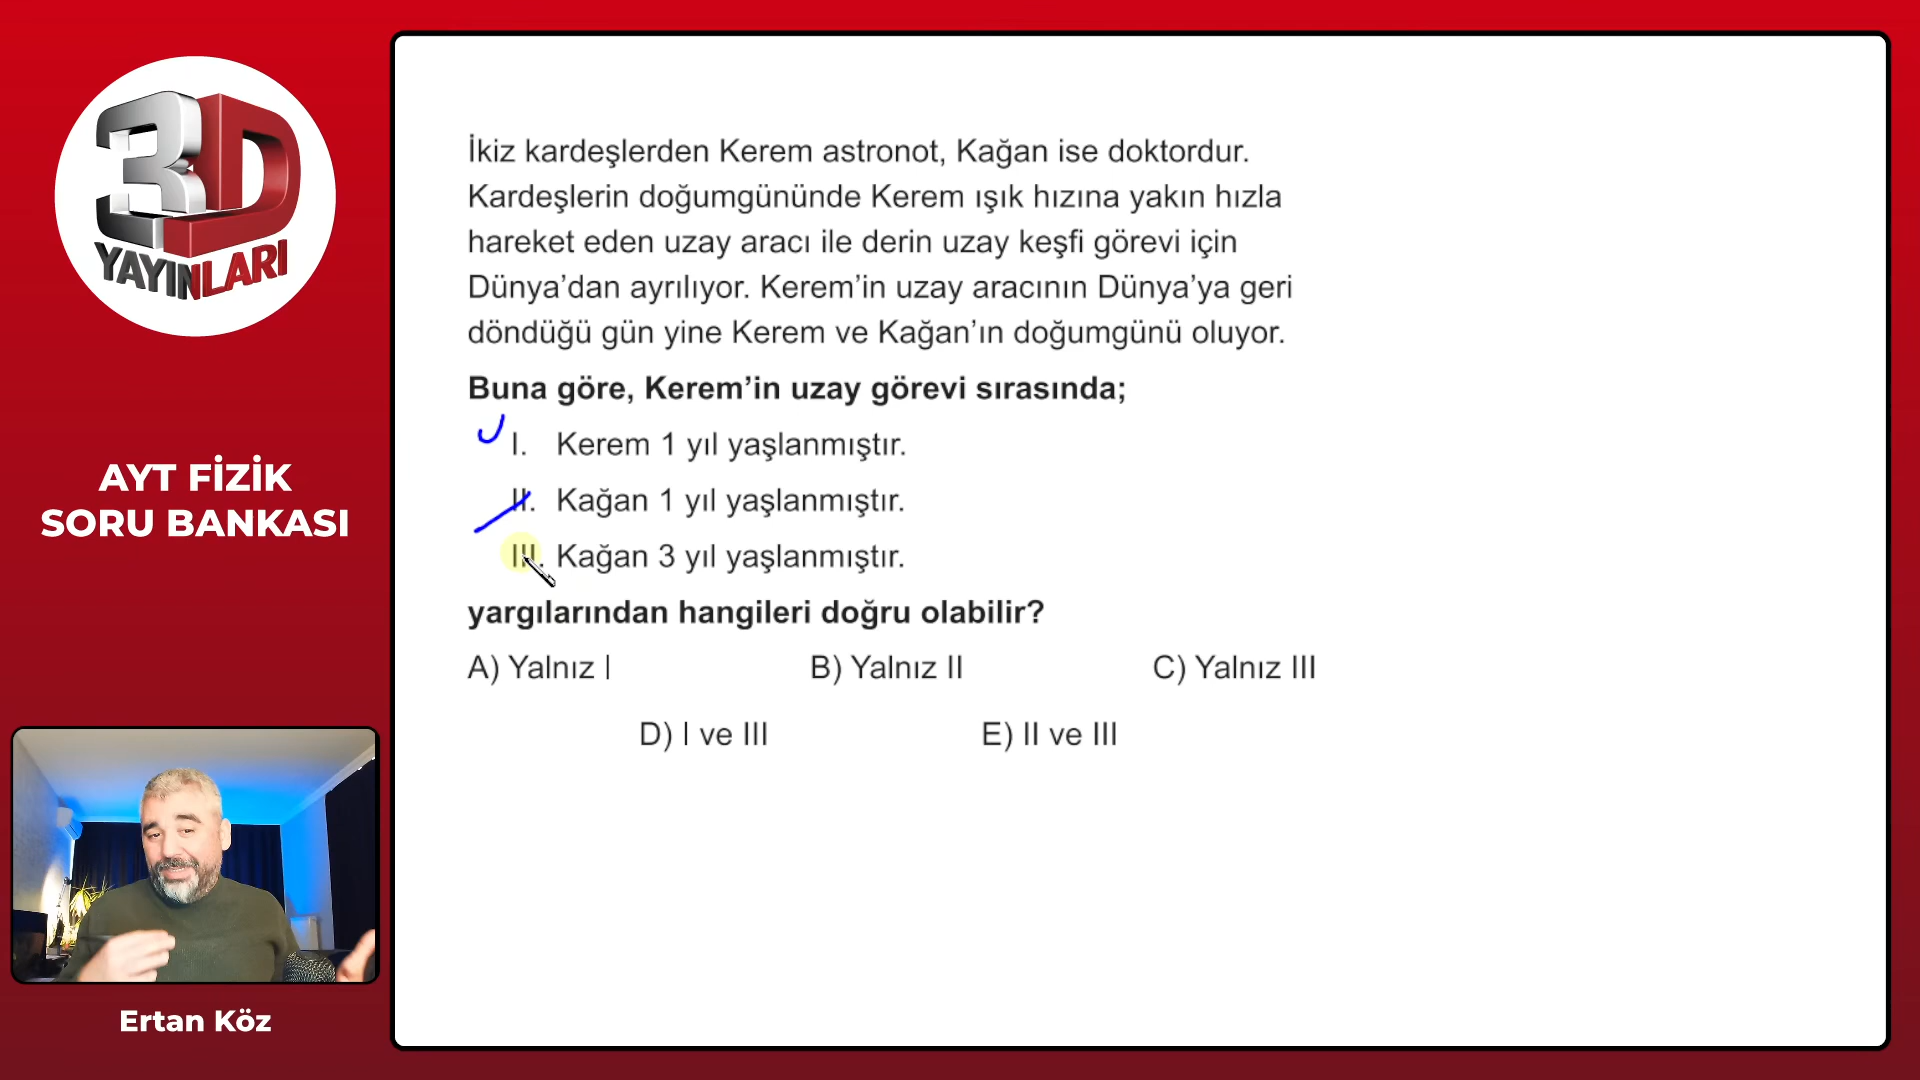 3D
YAYINLARI
AYT FİZİK
SORU BANKASI
Ertan Köz
İkiz kardeşlerden Kerem astronot, Kağan ise doktordur.
Kardeşlerin doğumgününde Kerem ışık hızına yakın hızla
hareket eden uzay aracı ile derin uzay keşfi görevi için
Dünya’dan ayrılıyor. Kerem’in uzay aracının Dünya’ya geri
döndüğü gün yine Kerem ve Kağan’ın doğumgünü oluyor.
Buna göre, Kerem’in uzay görevi sırasında;
I. Kerem 1 yıl yaşlanmıştır.
II. Kağan 1 yıl yaşlanmıştır.
III. Kağan 3 yıl yaşlanmıştır.
yargılarından hangileri doğru olabilir?
A) Yalnız I B) Yalnız II C) Yalnız III
D) I ve III E) II ve III